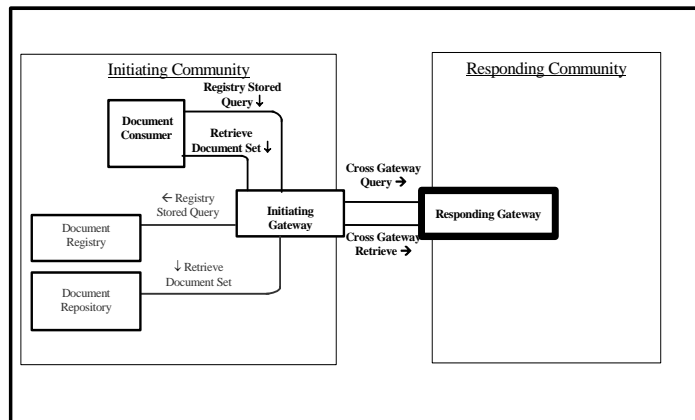 Initiating Community
Responding Community
Registry Stored
Query ↓
Document
Consumer
Retrieve
Document Set ↓
Cross Gateway
Query →
← Registry
Stored Query
Initiating
Gateway
Responding Gateway
Document
Registry
Cross Gateway
Retrieve →
↓ Retrieve
Document Set
Document
Repository